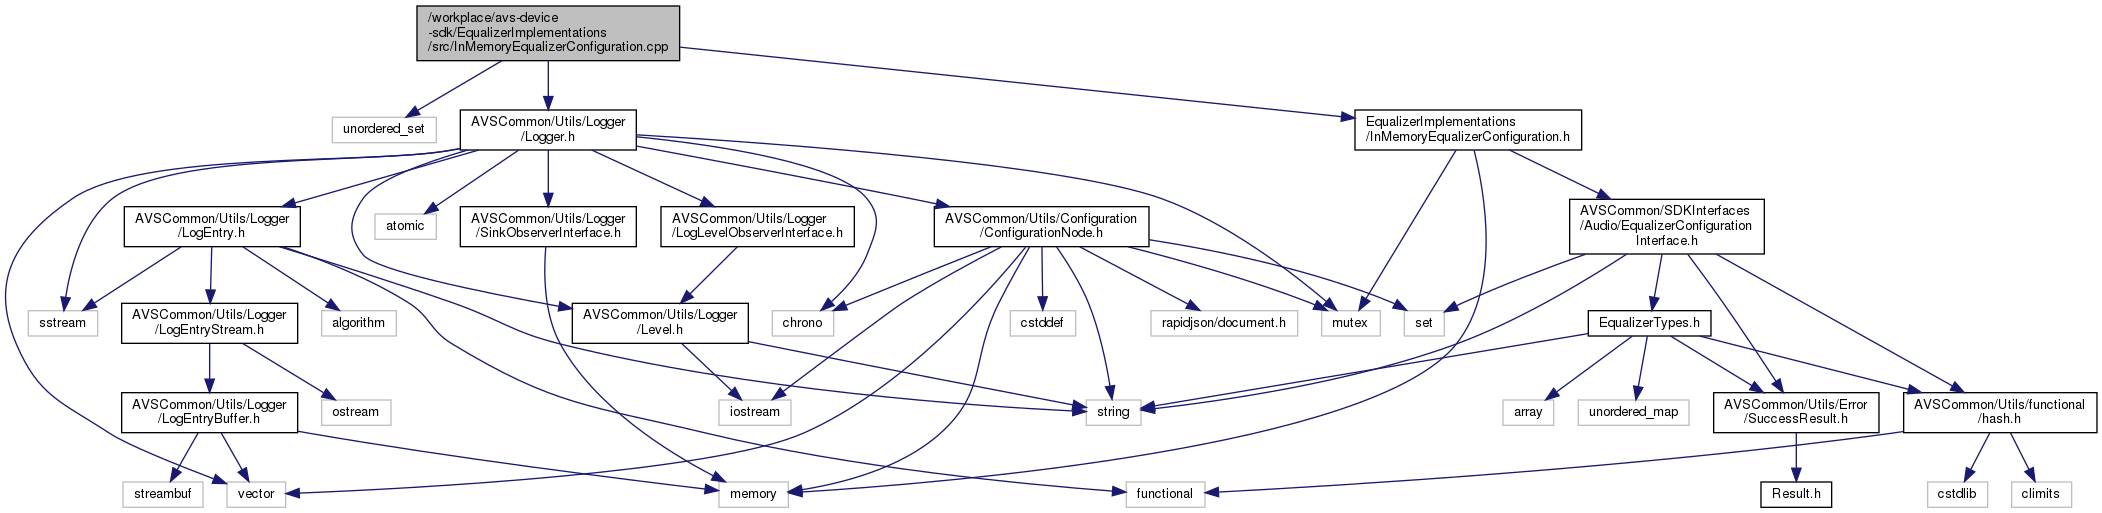 /workplace/avs-device
-sdk/EqualizerImplementations
/src/InMemoryEqualizerConfiguration.cpp
unordered_set
AVSCommon/Utils/Logger
/Logger.h
EqualizerImplementations
/InMemoryEqualizerConfiguration.h
AVSCommon/Utils/Logger
/LogEntry.h
atomic
AVSCommon/Utils/Logger
/SinkObserverInterface.h
AVSCommon/Utils/Logger
/LogLevelObserverInterface.h
AVSCommon/Utils/Configuration
/ConfigurationNode.h
AVSCommon/SDKInterfaces
/Audio/EqualizerConfiguration
Interface.h
sstream
AVSCommon/Utils/Logger
/LogEntryStream.h
algorithm
AVSCommon/Utils/Logger
/Level.h
chrono
cstddef
rapidjson/document.h
mutex
set
EqualizerTypes.h
AVSCommon/Utils/Logger
/LogEntryBuffer.h
ostream
iostream
string
array
unordered_map
AVSCommon/Utils/Error
/SuccessResult.h
AVSCommon/Utils/functional
/hash.h
streambuf
vector
memory
functional
Result.h
cstdlib
climits